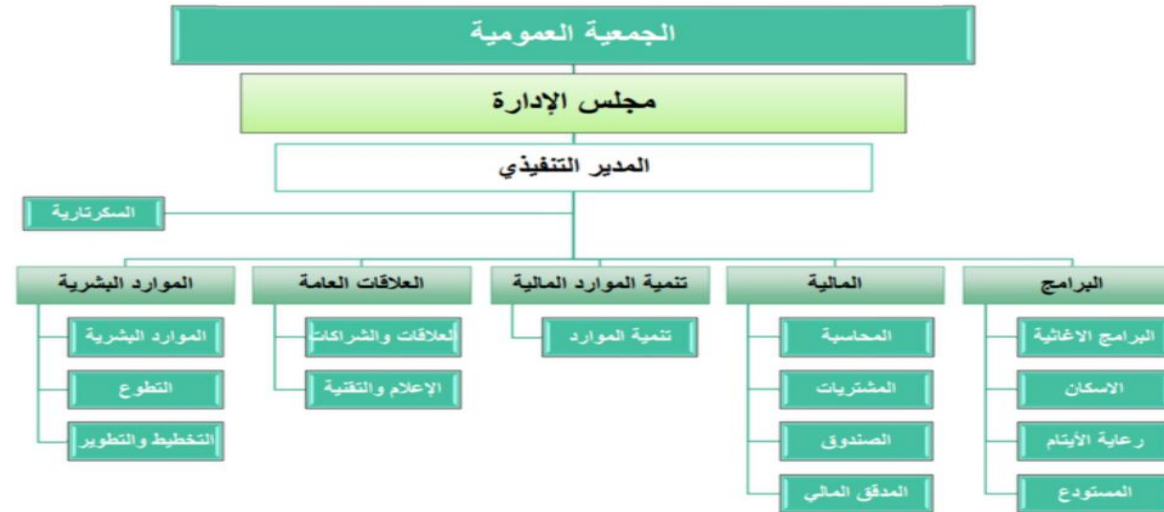 الجمعية العمومية
مجلس الإدارة
المدير التنفيذي
السكرتارية
البرامج
المالية
تنمية الموارد المالية
العلاقات العامة
الموارد البشرية
البرامج الاغاثية
المحاسبة
تنمية الموارد
العلاقات والشراكات
الموارد البشرية
الاسكان
المشتريات
الإعلام والتقنية
التطوع
رعاية الأيتام
الصندوق
التخطيط والتطوير
المستودع
المدقق المالي